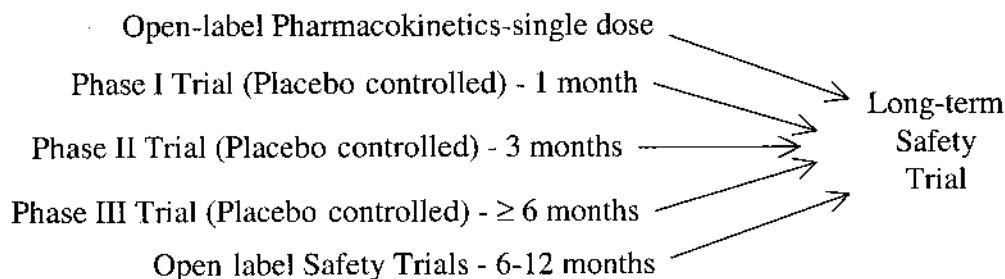 Open-label Pharmacokinetics-single dose
Phase I Trial (Placebo controlled) - 1 month
Phase II Trial (Placebo controlled) - 3 months
Phase III Trial (Placebo controlled) - ≥ 6 months
Open label Safety Trials - 6-12 months
Long-term
Safety
Trial